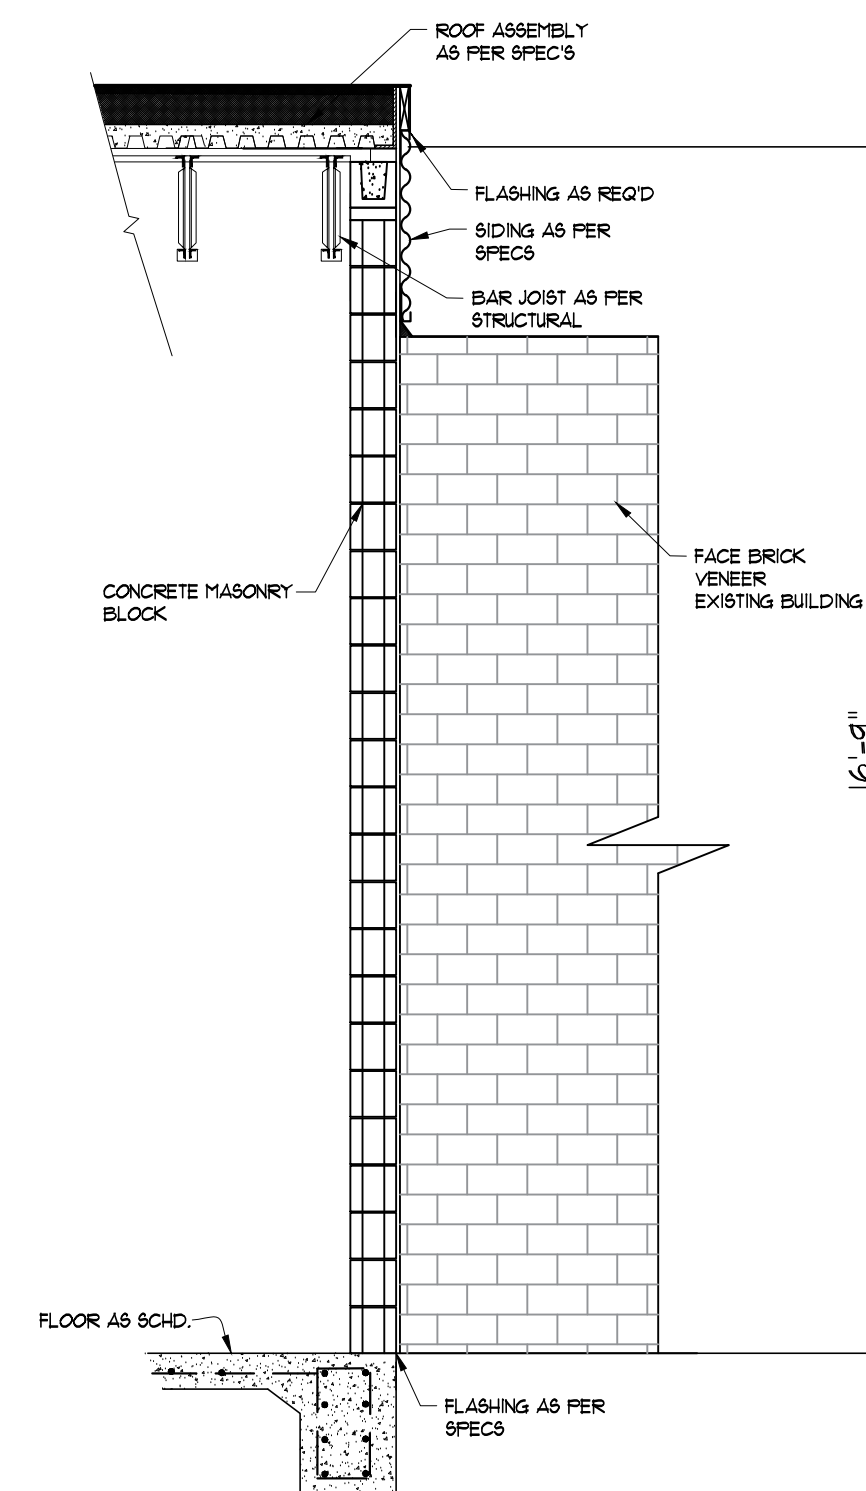 ROOF ASSEMBLY
AS PER SPEC'S
FLASHING AS REQ'D
SIDING AS PER
SPECS
BAR JOIST AS PER
STRUCTURAL
FACE BRICK
VENEER
EXISTING BUILDING
CONCRETE MASONRY
BLOCK
16'-9"
FLOOR AS SCHD.
FLASHING AS PER
SPECS